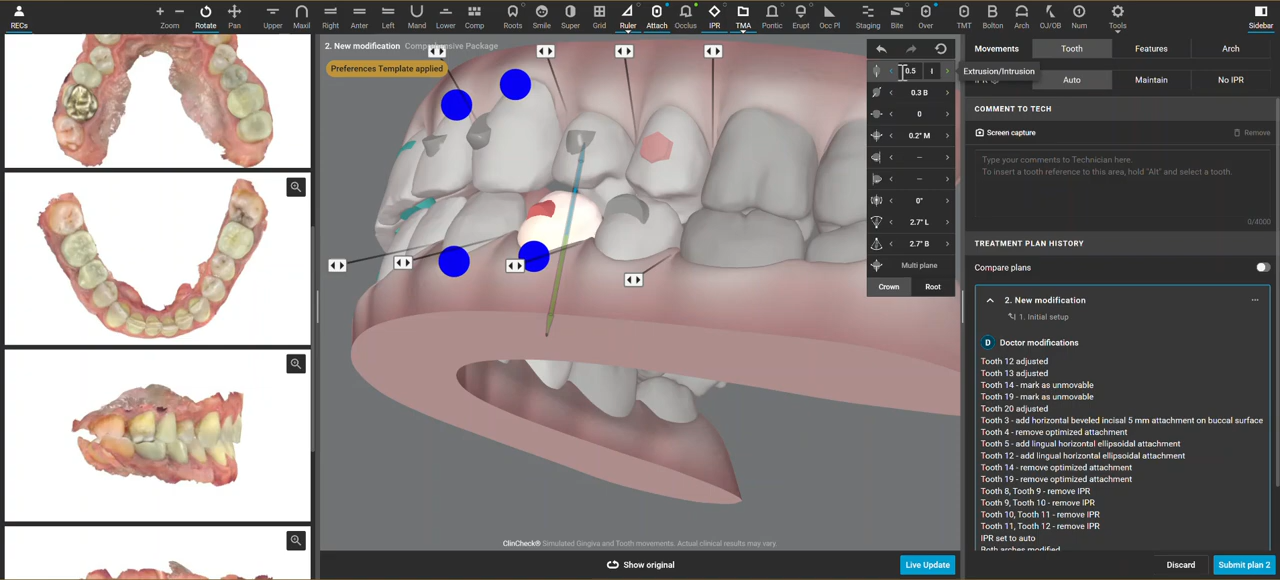 RECs
Zoom
Rotate
Pan
Upper
Maxil
Right
Anter
Left
Mand
Lower
Comp
Roots
Smile
Super
Grid
Ruler
Attach
Occlus
IPR
TMA
Pontic
Erupt
Occ Pl
Staging
Bite
Over
TMT
Bolton
Arch
OJ/OB
Num
Tools
Sidebar
2. New modification Comprehensive Package
Preferences Template applied
0.5 I
0.3 B
0
0.2° M
–
–
0°
2.7° L
2.7° B
Multi plane
Crown Root
Extrusion/Intrusion
Movements Tooth Features Arch
Auto Maintain No IPR
COMMENT TO TECH
Screen capture Remove
Type your comments to Technician here.
To insert a tooth reference to this area, hold "Alt" and select a tooth.
0/4000
TREATMENT PLAN HISTORY
Compare plans
2. New modification ...
1. Initial setup
D Doctor modifications
Tooth 12 adjusted
Tooth 13 adjusted
Tooth 14 - mark as unmovable
Tooth 19 - mark as unmovable
Tooth 20 adjusted
Tooth 3 - add horizontal beveled incisal 5 mm attachment on buccal surface
Tooth 4 - remove optimized attachment
Tooth 5 - add lingual horizontal ellipsoidal attachment
Tooth 12 - add lingual horizontal ellipsoidal attachment
Tooth 14 - remove optimized attachment
Tooth 19 - remove optimized attachment
Tooth 8, Tooth 9 - remove IPR
Tooth 9, Tooth 10 - remove IPR
Tooth 10, Tooth 11 - remove IPR
Tooth 11, Tooth 12 - remove IPR
IPR set to auto
Both arches modified
ClinCheck® Simulated Gingiva and Tooth movements. Actual clinical results may vary.
Show original
Live Update
Discard
Submit plan 2